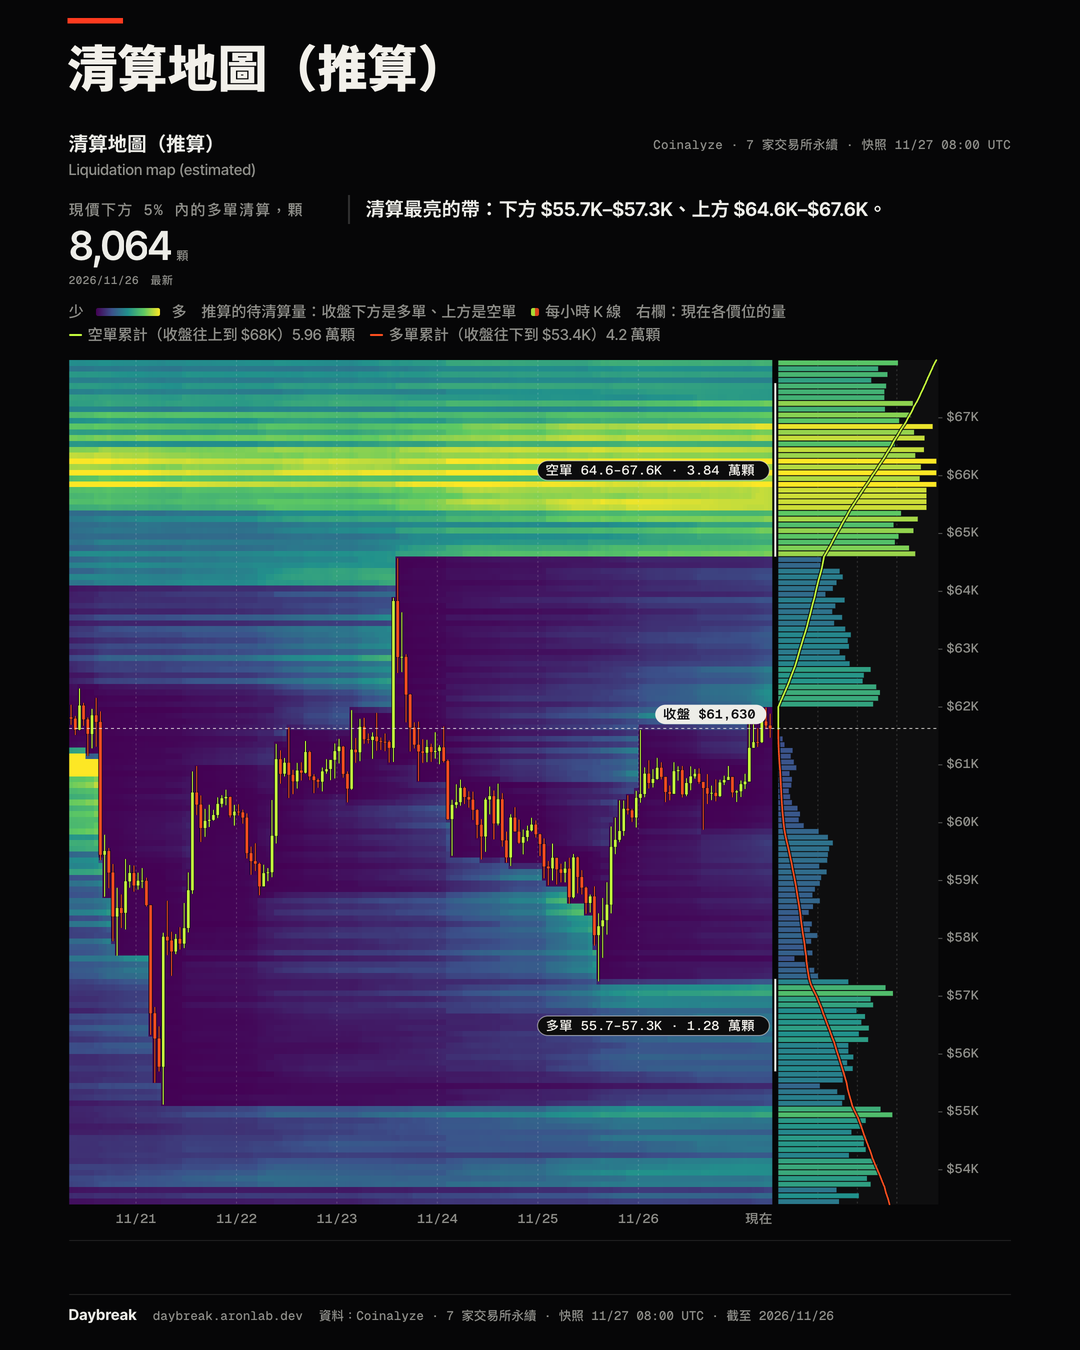 清算地圖（推算）
清算地圖（推算）
Coinalyze · 7 家交易所永續 · 快照 11/27 08:00 UTC
Liquidation map (estimated)
現價下方 5% 內的多單清算，顆
清算最亮的帶：下方 $55.7K–$57.3K、上方 $64.6K–$67.6K。
8,064 顆
2026/11/26 最新
少 多 推算的待清算量：收盤下方是多單、上方是空單 每小時 K 線 右欄：現在各價位的量
空單累計（收盤往上到 $68K）5.96 萬顆 多單累計（收盤往下到 $53.4K）4.2 萬顆
$67K
空單 64.6–67.6K · 3.84 萬顆
$66K
$65K
$64K
$63K
$62K
收盤 $61,630
$61K
$60K
$59K
$58K
$57K
多單 55.7–57.3K · 1.28 萬顆
$56K
$55K
$54K
11/21 11/22 11/23 11/24 11/25 11/26 現在
Daybreak daybreak.aronlab.dev 資料：Coinalyze · 7 家交易所永續 · 快照 11/27 08:00 UTC · 截至 2026/11/26